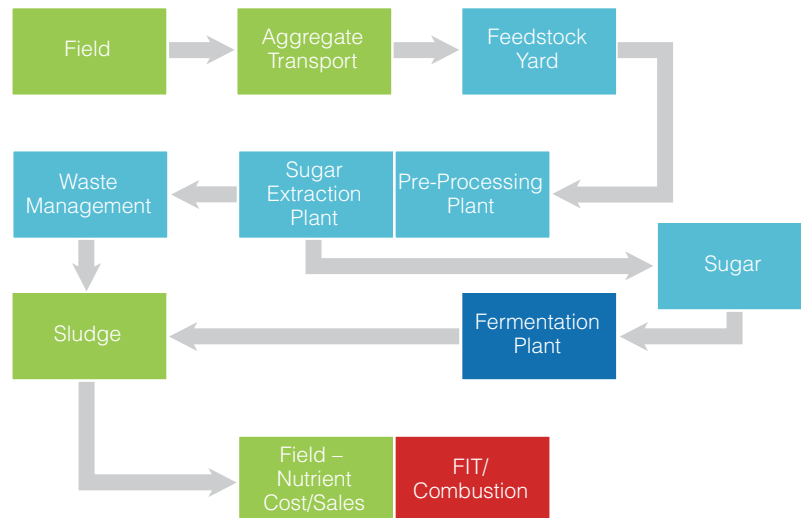 Field
Aggregate
Transport
Feedstock
Yard
Waste
Management
Sugar
Extraction
Plant
Pre-Processing
Plant
Sugar
Sludge
Fermentation
Plant
Field –
Nutrient
Cost/Sales
FIT/
Combustion